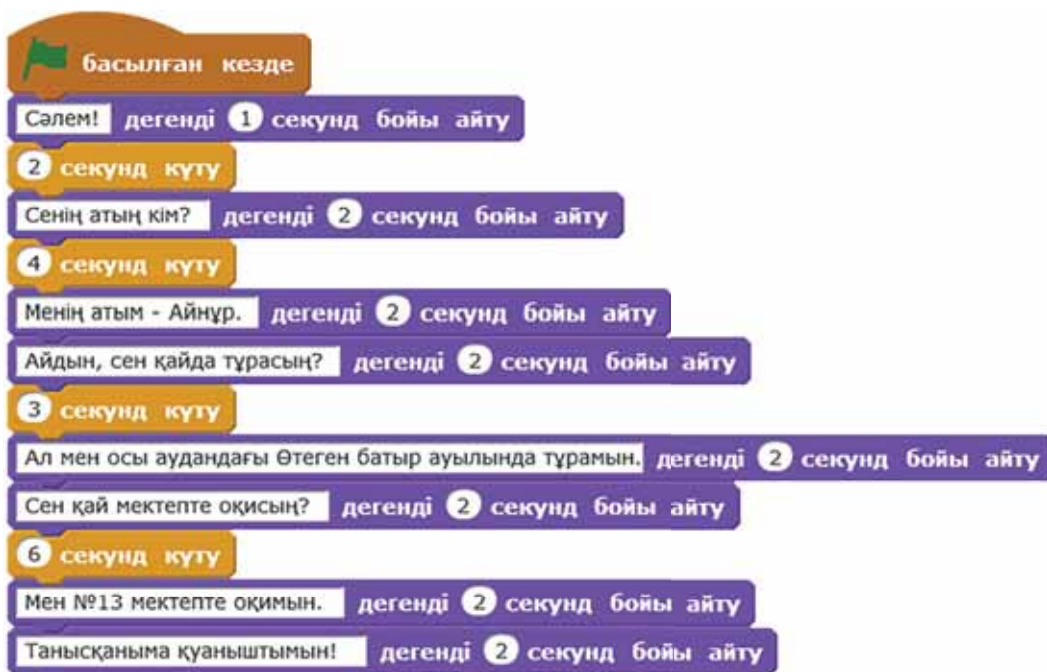 басылған кезде
Сәлем! дегенді 1 секунд бойы айту
2 секунд күту
Сенің атың кім? дегенді 2 секунд бойы айту
4 секунд күту
Менің атым - Айнұр. дегенді 2 секунд бойы айту
Айдын, сен қайда тұрасың? дегенді 2 секунд бойы айту
3 секунд күту
Ал мен осы аудандағы Өтеген батыр ауылында тұрамын. дегенді 2 секунд бойы айту
Сен қай мектепте оқисың? дегенді 2 секунд бойы айту
6 секунд күту
Мен №13 мектепте оқимын. дегенді 2 секунд бойы айту
Танысқаныма қуаныштымын! дегенді 2 секунд бойы айту